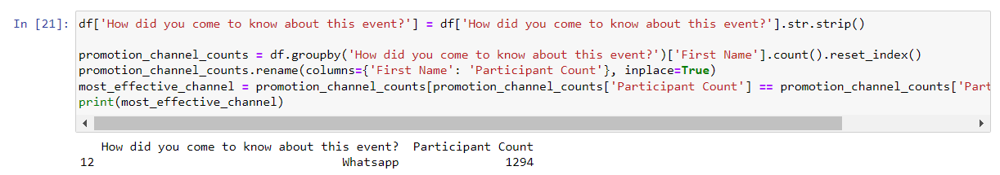 In [21]: df['How did you come to know about this event?'] = df['How did you come to know about this event?'].str.strip()
promotion_channel_counts = df.groupby('How did you come to know about this event?')['First Name'].count().reset_index()
promotion_channel_counts.rename(columns={'First Name': 'Participant Count'}, inplace=True)
most_effective_channel = promotion_channel_counts[promotion_channel_counts['Participant Count'] == promotion_channel_counts['Part
print(most_effective_channel)
How did you come to know about this event? Participant Count
12 Whatsapp 1294